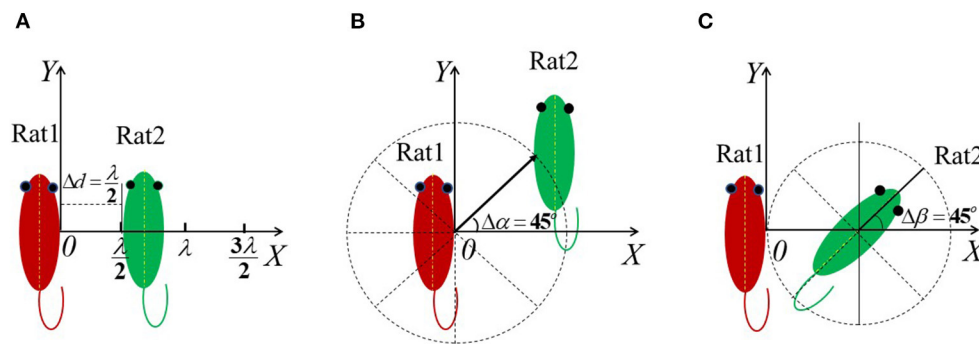 A
Y
Rat1
Rat2
Δd = λ/2
0
λ/2
λ
3λ/2
X
B
Y
Rat2
Rat1
Δα = 45°
0
X
C
Y
Rat1
Rat2
Δβ = 45°
0
X